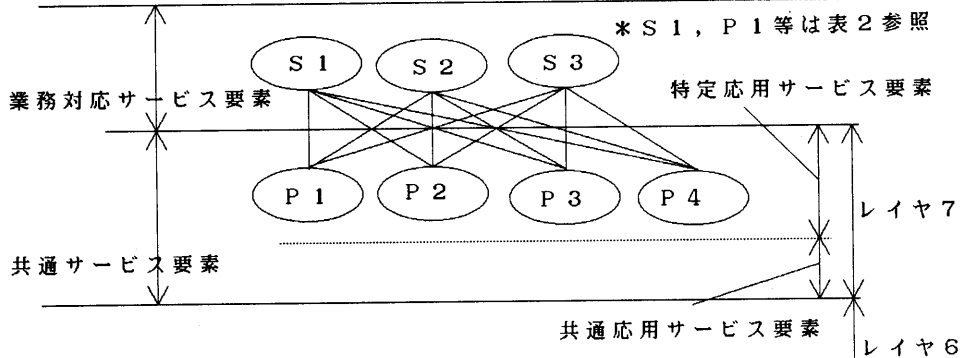 *S1,P1等は表2参照
S1
S2
S3
特定応用サービス要素
業務対応サービス要素
P1
P2
P3
P4
レイヤ7
共通サービス要素
共通応用サービス要素
レイヤ6